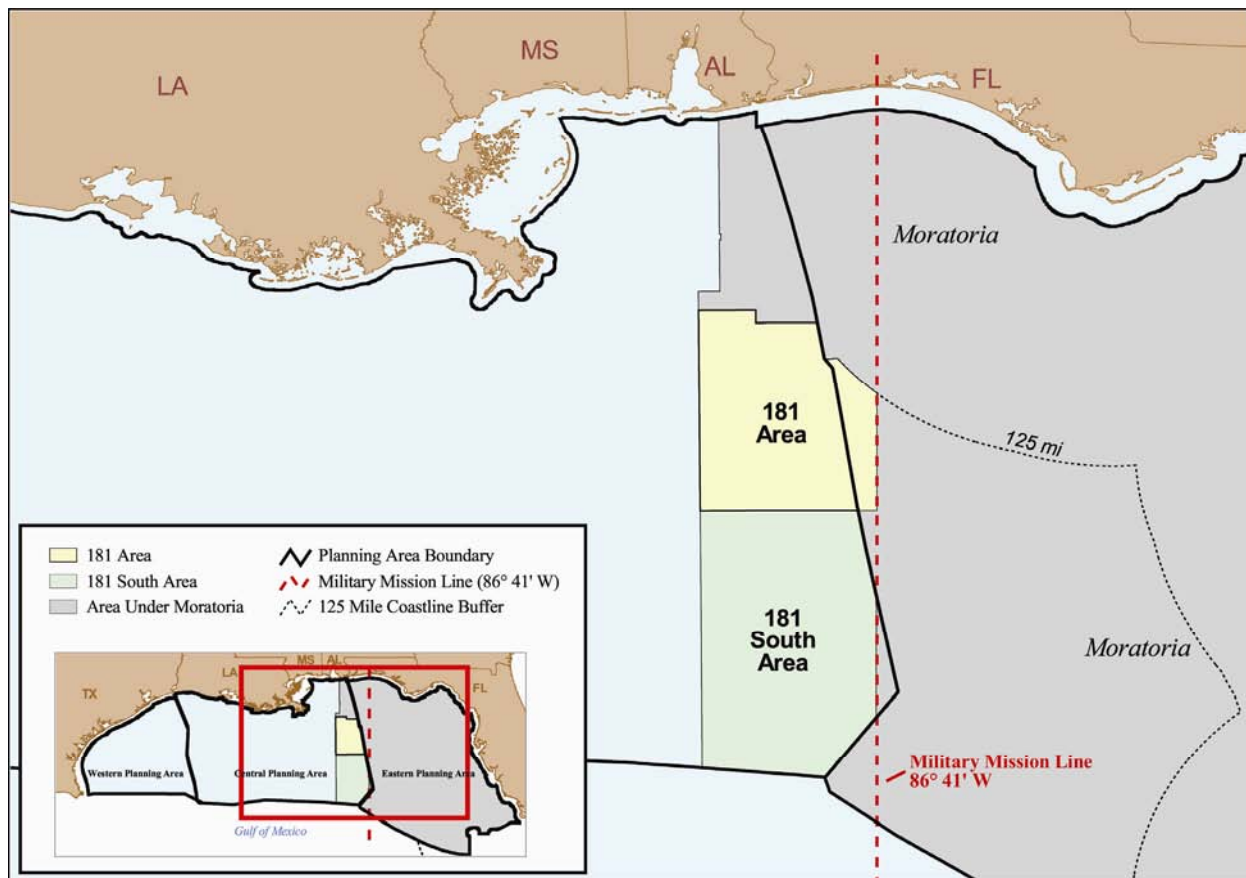 LA
MS
AL
FL
Moratoria
181
Area
125 mi
181
South
Area
Moratoria
Military Mission Line
86° 41' W
181 Area
181 South Area
Area Under Moratoria
Planning Area Boundary
Military Mission Line (86° 41' W)
125 Mile Coastline Buffer
TX
LA
MS
AL
FL
Western Planning Area
Central Planning Area
Eastern Planning Area
Gulf of Mexico